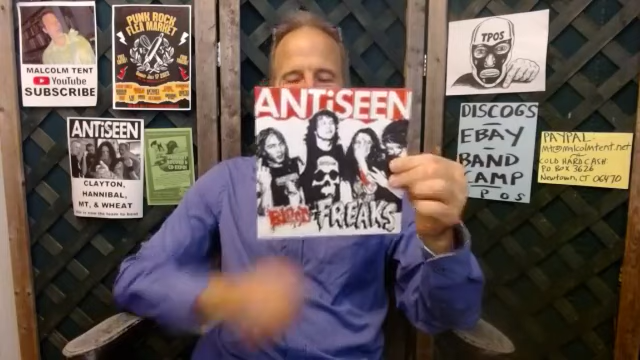 MALCOLM TENT
YouTube
SUBSCRIBE
PUNK ROCK
FLEA MARKET
ANTiSEEN
CLAYTON,
HANNIBAL,
MT, & WHEAT
ANTiSEEN
FREAKS
TPOS
DISCOGS
EBAY
BAND
CAMP
TPOS
PAYPAL
mt@malcolmtent.net
COLD HARD CASH
PO BOX 3626
Newtown, CT 06470